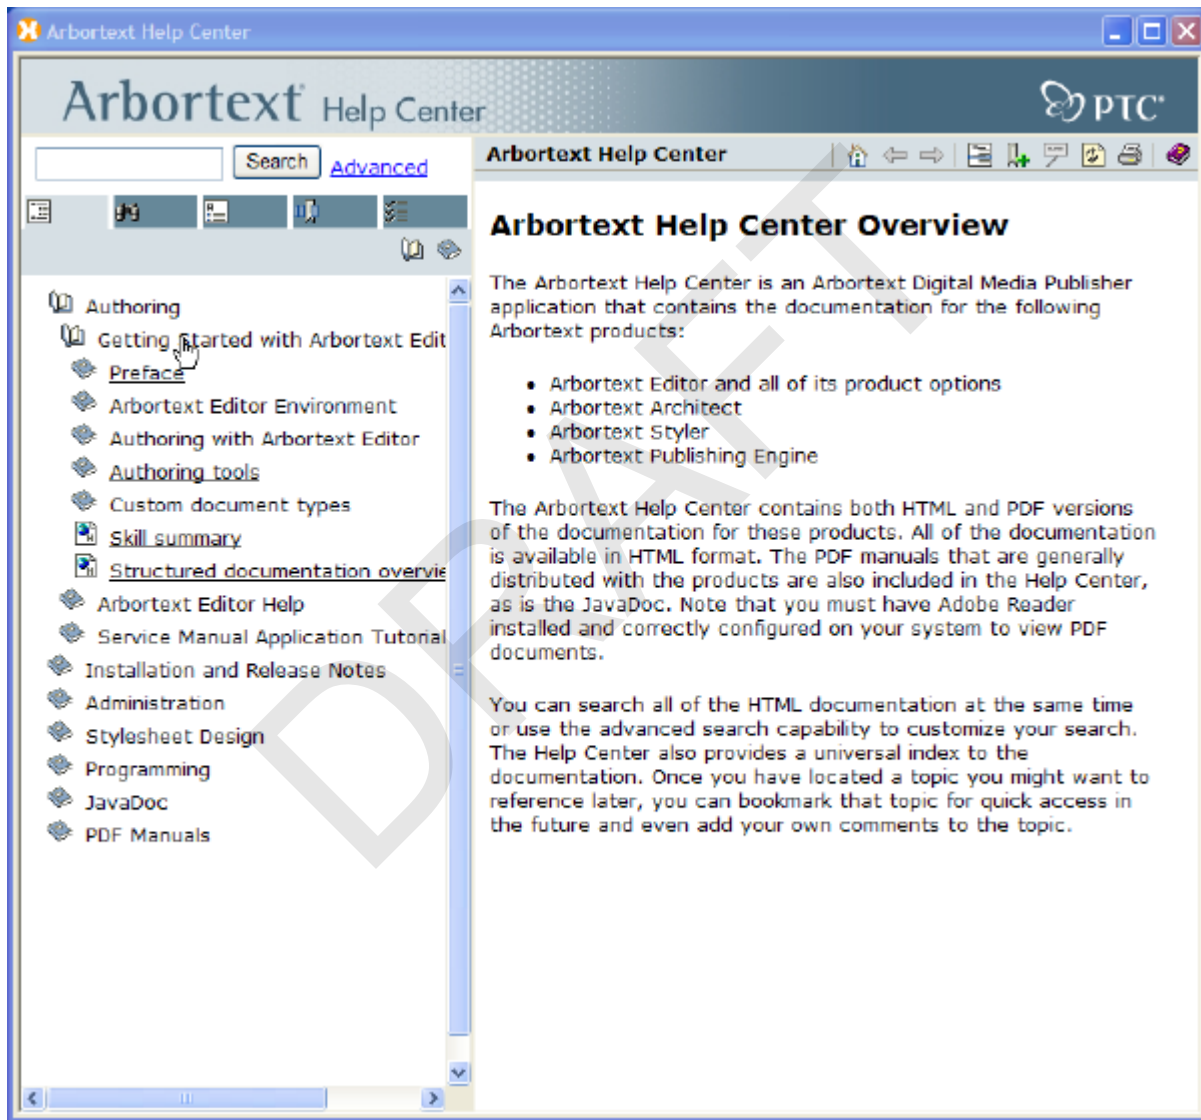 Arbortext Help Center
Arbortext Help Center
PTC
Search Advanced
Authoring
Getting Started with Arbortext Edit
Preface
Arbortext Editor Environment
Authoring with Arbortext Editor
Authoring tools
Custom document types
Skill summary
Structured documentation overvie
Arbortext Editor Help
Service Manual Application Tutorial
Installation and Release Notes
Administration
Stylesheet Design
Programming
JavaDoc
PDF Manuals
Arbortext Help Center
Arbortext Help Center Overview
The Arbortext Help Center is an Arbortext Digital Media Publisher
application that contains the documentation for the following
Arbortext products:
• Arbortext Editor and all of its product options
• Arbortext Architect
• Arbortext Styler
• Arbortext Publishing Engine
The Arbortext Help Center contains both HTML and PDF versions
of the documentation for these products. All of the documentation
is available in HTML format. The PDF manuals that are generally
distributed with the products are also included in the Help Center,
as is the JavaDoc. Note that you must have Adobe Reader
installed and correctly configured on your system to view PDF
documents.
You can search all of the HTML documentation at the same time
or use the advanced search capability to customize your search.
The Help Center also provides a universal index to the
documentation. Once you have located a topic you might want to
reference later, you can bookmark that topic for quick access in
the future and even add your own comments to the topic.
DRAFT